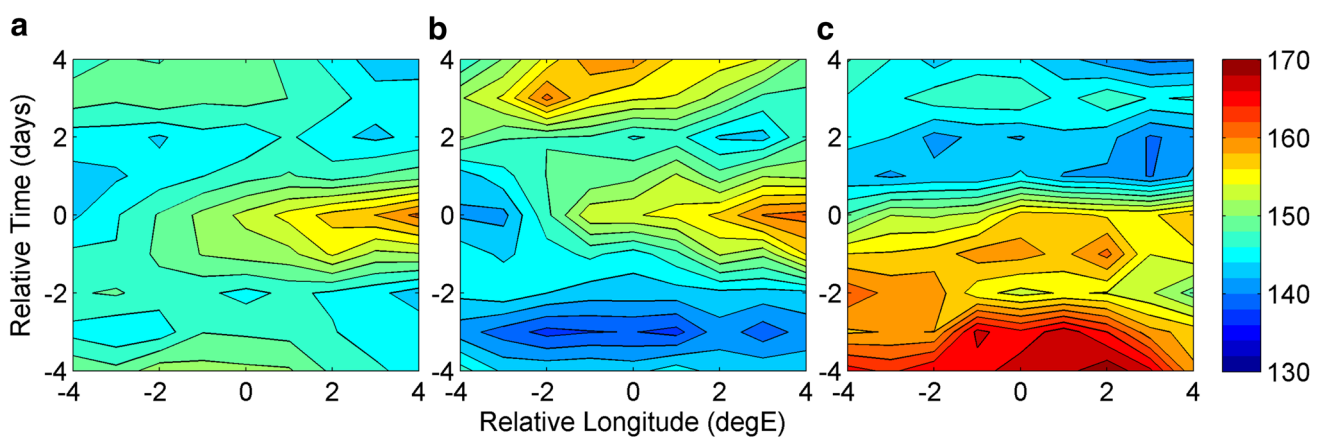 a b c
4 4 4 170
2 2 2 160
0 0 0 150
-2 -2 -2 140
-4 -4 -4 130
-4 -2 0 2 4 -4 -2 0 2 4 -4 -2 0 2 4
Relative Time (days)
Relative Longitude (degE)